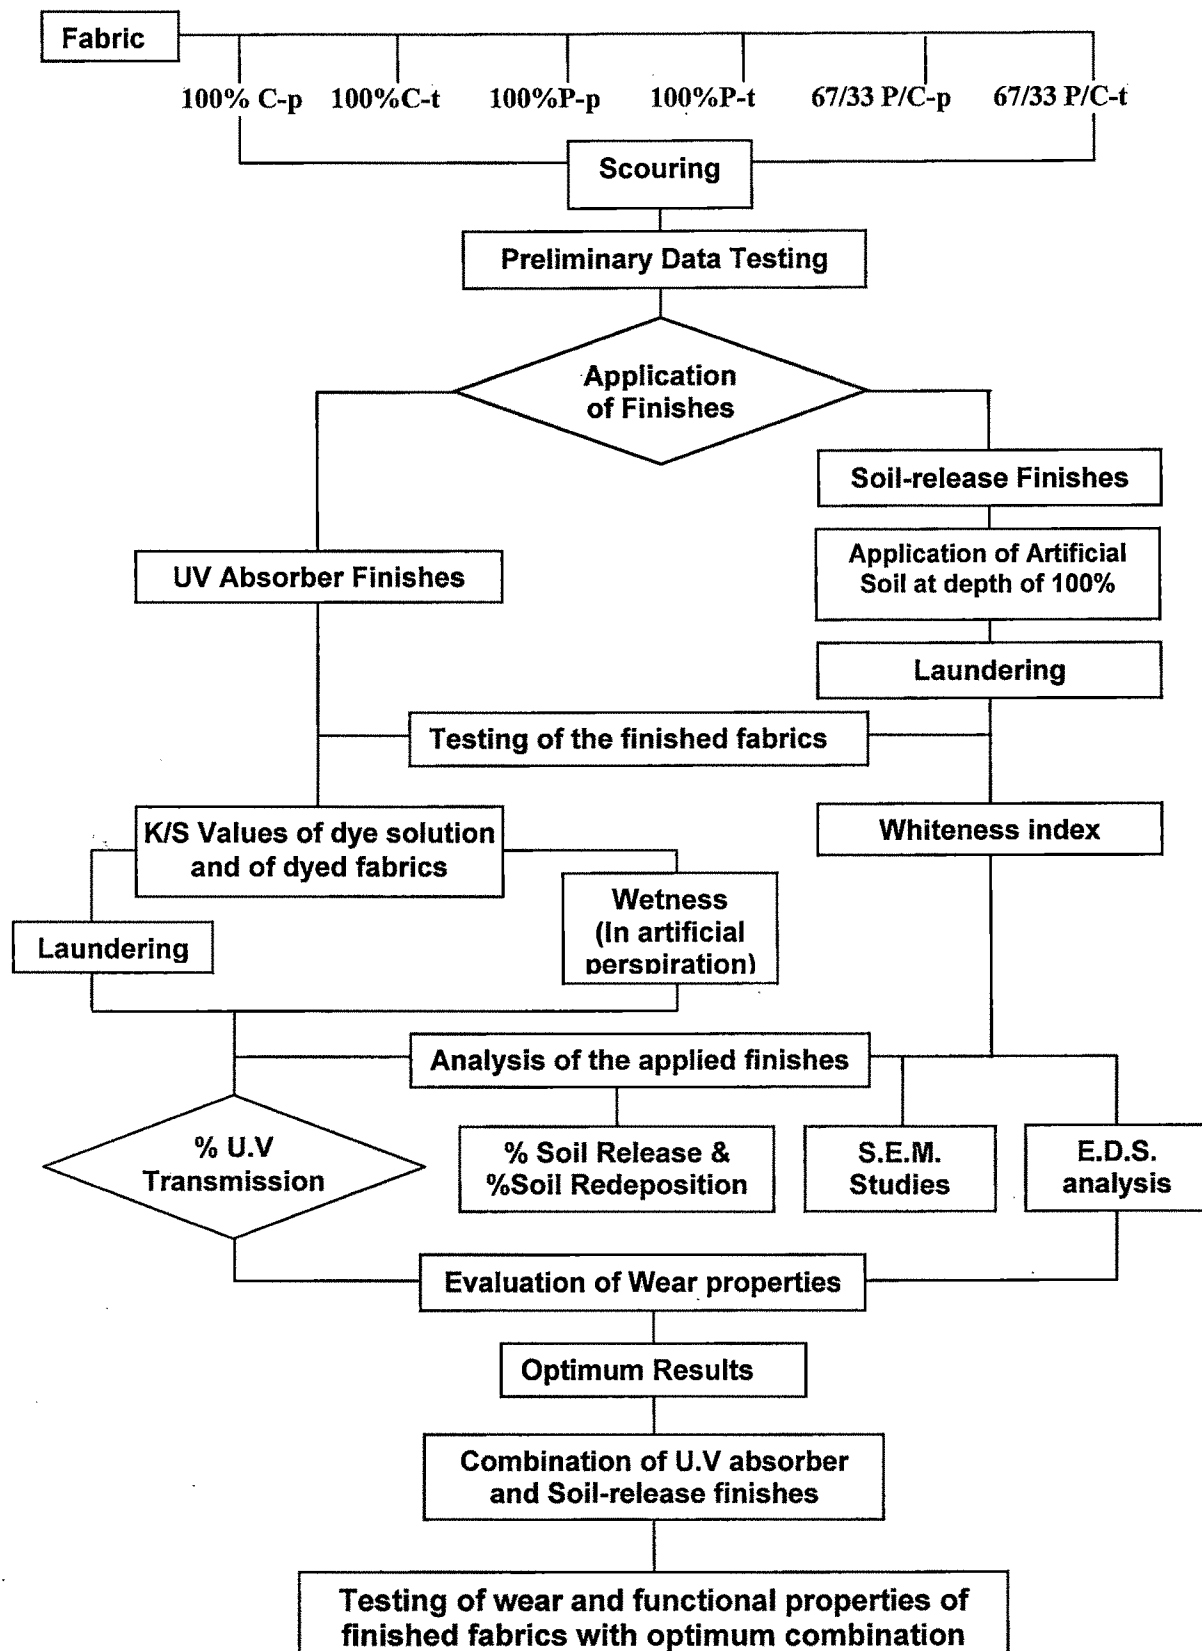 Fabric
100% C-p
100%C-t
100%P-p
100%P-t
67/33 P/C-p
67/33 P/C-t
Scouring
Preliminary Data Testing
Application
of Finishes
Soil-release Finishes
UV Absorber Finishes
Application of Artificial
Soil at depth of 100%
Laundering
Testing of the finished fabrics
K/S Values of dye solution
and of dyed fabrics
Whiteness index
Laundering
Wetness
(In artificial
perspiration)
Analysis of the applied finishes
% U.V
Transmission
% Soil Release &
%Soil Redeposition
S.E.M.
Studies
E.D.S.
analysis
Evaluation of Wear properties
Optimum Results
Combination of U.V absorber
and Soil-release finishes
Testing of wear and functional properties of
finished fabrics with optimum combination